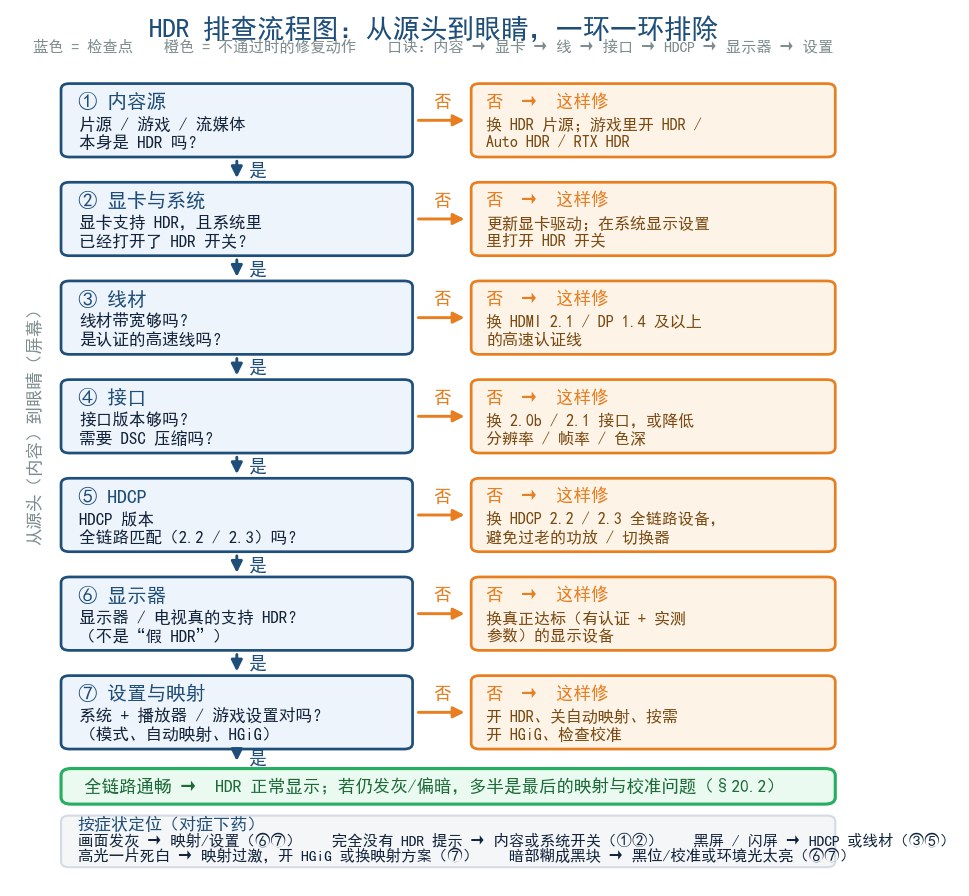 HDR 排查流程图：从源头到眼睛，一环一环排除
蓝色 = 检查点 橙色 = 不通过时的修复动作 口诀：内容 → 显卡 → 线 → 接口 → HDCP → 显示器 → 设置
从源头（内容）到眼睛（屏幕）
① 内容源
片源 / 游戏 / 流媒体
本身是 HDR 吗？
否
否 → 这样修
换 HDR 片源；游戏里开 HDR /
Auto HDR / RTX HDR
是
② 显卡与系统
显卡支持 HDR，且系统里
已经打开了 HDR 开关？
否
否 → 这样修
更新显卡驱动；在系统显示设置
里打开 HDR 开关
是
③ 线材
线材带宽够吗？
是认证的高速线吗？
否
否 → 这样修
换 HDMI 2.1 / DP 1.4 及以上
的高速认证线
是
④ 接口
接口版本够吗？
需要 DSC 压缩吗？
否
否 → 这样修
换 2.0b / 2.1 接口，或降低
分辨率 / 帧率 / 色深
是
⑤ HDCP
HDCP 版本
全链路匹配（2.2 / 2.3）吗？
否
否 → 这样修
换 HDCP 2.2 / 2.3 全链路设备，
避免过老的功放 / 切换器
是
⑥ 显示器
显示器 / 电视真的支持 HDR？
（不是“假 HDR”）
否
否 → 这样修
换真正达标（有认证 + 实测
参数）的显示设备
是
⑦ 设置与映射
系统 + 播放器 / 游戏设置对吗？
（模式、自动映射、HGiG）
否
否 → 这样修
开 HDR、关自动映射、按需
开 HGiG、检查校准
是
全链路通畅 → HDR 正常显示；若仍发灰/偏暗，多半是最后的映射与校准问题（§20.2）
按症状定位（对症下药）
画面发灰 → 映射/设置（⑥⑦） 完全没有 HDR 提示 → 内容或系统开关（①②） 黑屏 / 闪屏 → HDCP 或线材（③⑤）
高光一片死白 → 映射过激，开 HGiG 或换映射方案（⑦） 暗部糊成黑块 → 黑位/校准或环境光太亮（⑥⑦）